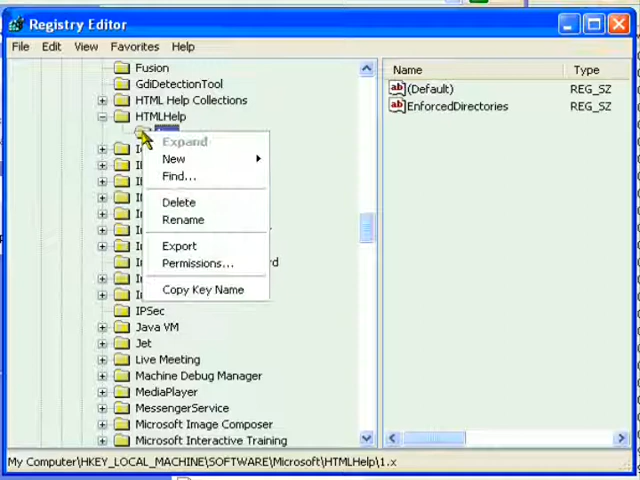 Registry Editor
File Edit View Favorites Help
Fusion
GdiDetectionTool
HTML Help Collections
HTMLHelp
IPSec
Java VM
Jet
Live Meeting
Machine Debug Manager
MediaPlayer
MessengerService
Microsoft Image Composer
Microsoft Interactive Training
Expand
New
Find...
Delete
Rename
Export
Permissions...
Copy Key Name
Name Type
ab (Default) REG_SZ
ab EnforcedDirectories REG_SZ
My Computer\HKEY_LOCAL_MACHINE\SOFTWARE\Microsoft\HTMLHelp\1.x